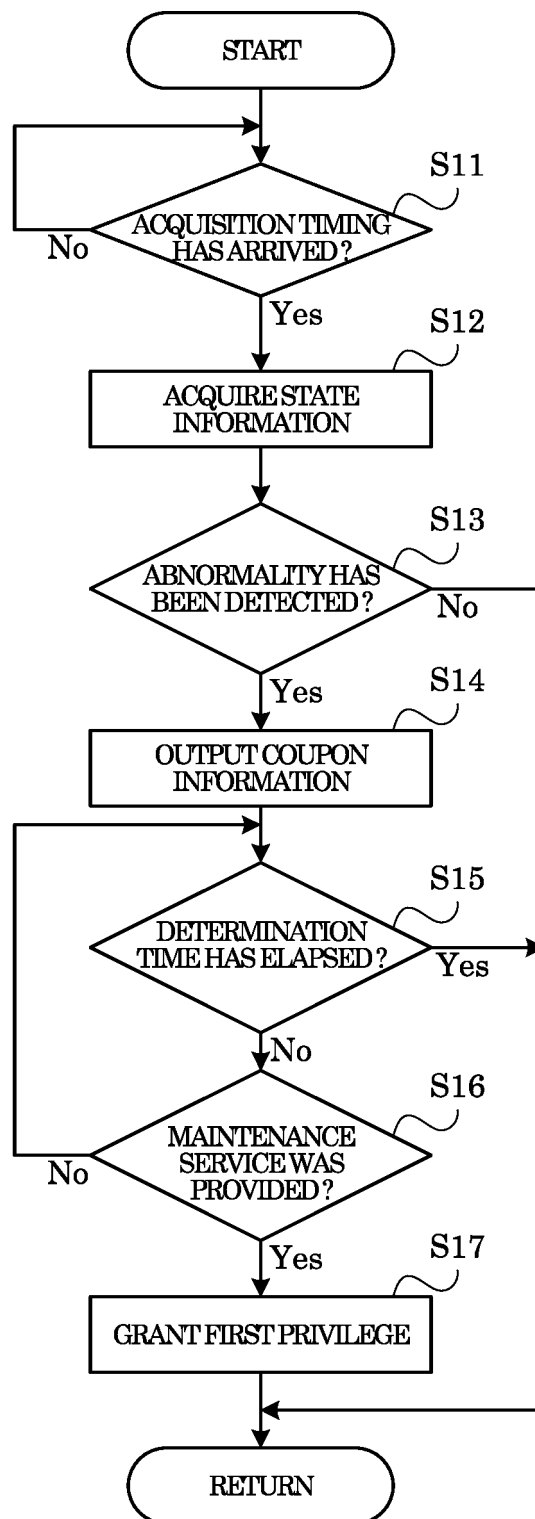 START
S11
ACQUISITION TIMING
HAS ARRIVED?
No
Yes
S12
ACQUIRE STATE
INFORMATION
S13
ABNORMALITY HAS
BEEN DETECTED?
No
Yes
S14
OUTPUT COUPON
INFORMATION
S15
DETERMINATION
TIME HAS ELAPSED?
Yes
No
S16
MAINTENANCE
SERVICE WAS
PROVIDED?
No
Yes
S17
GRANT FIRST PRIVILEGE
RETURN